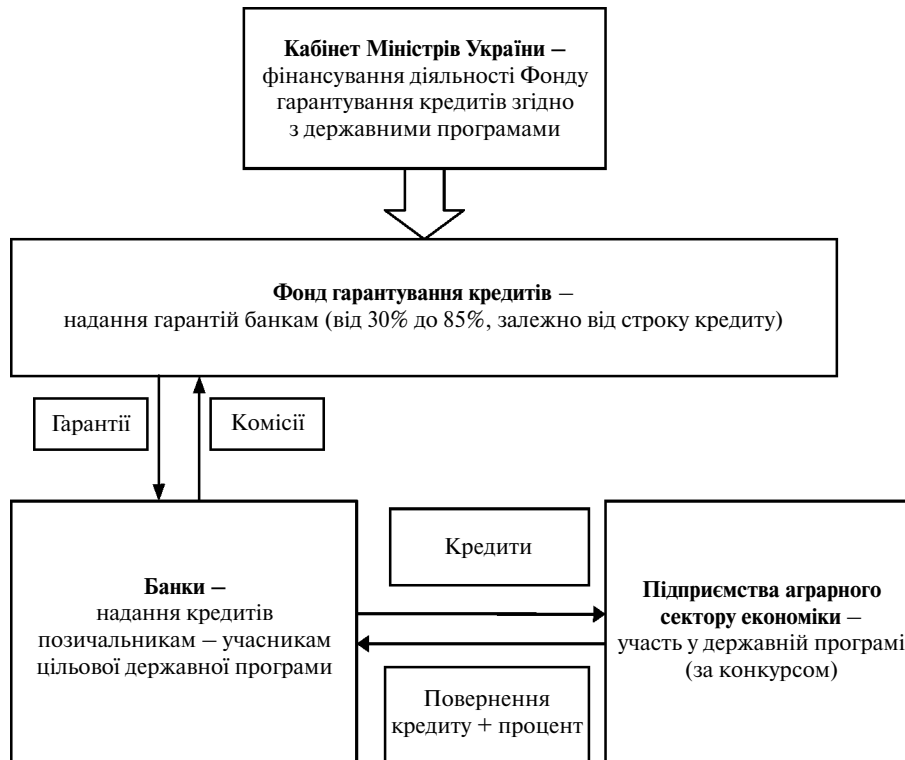 Кабінет Міністрів України –
фінансування діяльності Фонду
гарантування кредитів згідно
з державними програмами
Фонд гарантування кредитів –
надання гарантій банкам (від 30% до 85%, залежно від строку кредиту)
Гарантії
Комісії
Банки –
надання кредитів
позичальникам – учасникам
цільової державної програми
Кредити
Повернення
кредиту + процент
Підприємства аграрного
сектору економіки –
участь у державній програмі
(за конкурсом)